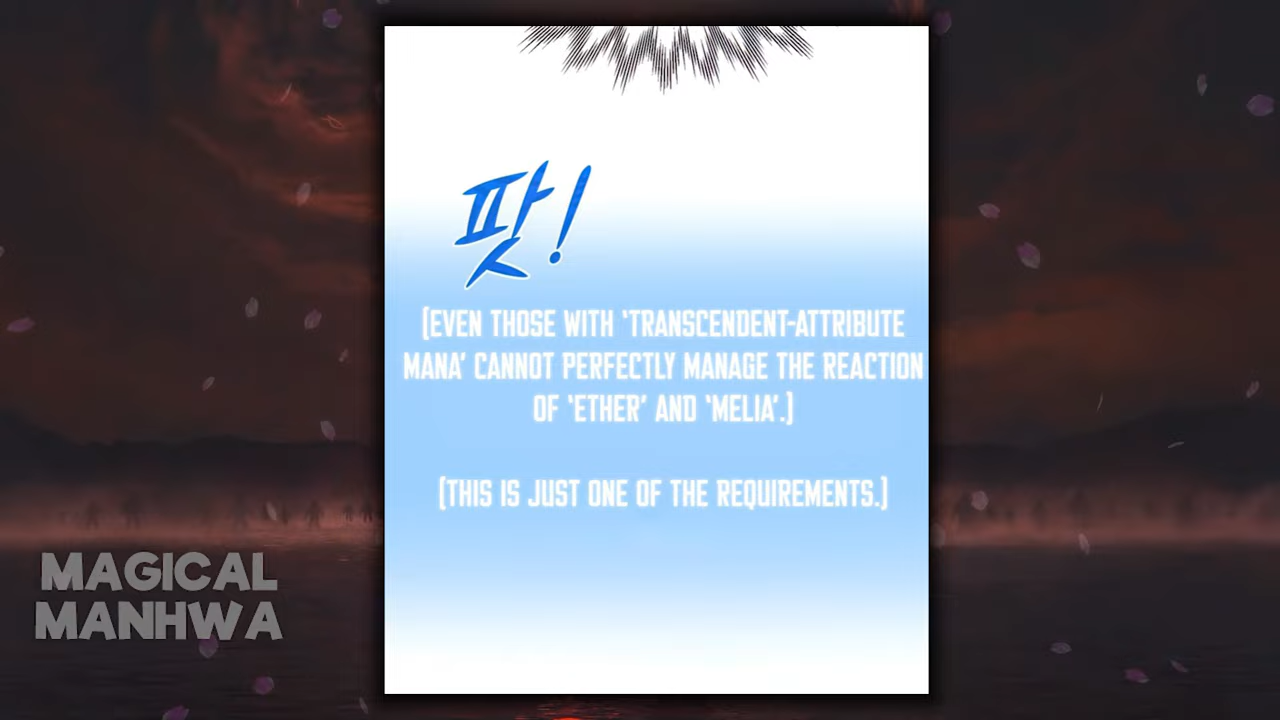 팟!
[EVEN THOSE WITH 'TRANSCENDENT-ATTRIBUTE
MANA' CANNOT PERFECTLY MANAGE THE REACTION
OF 'ETHER' AND 'MELIA'.]
[THIS IS JUST ONE OF THE REQUIREMENTS.]
MAGICAL
MANHWA